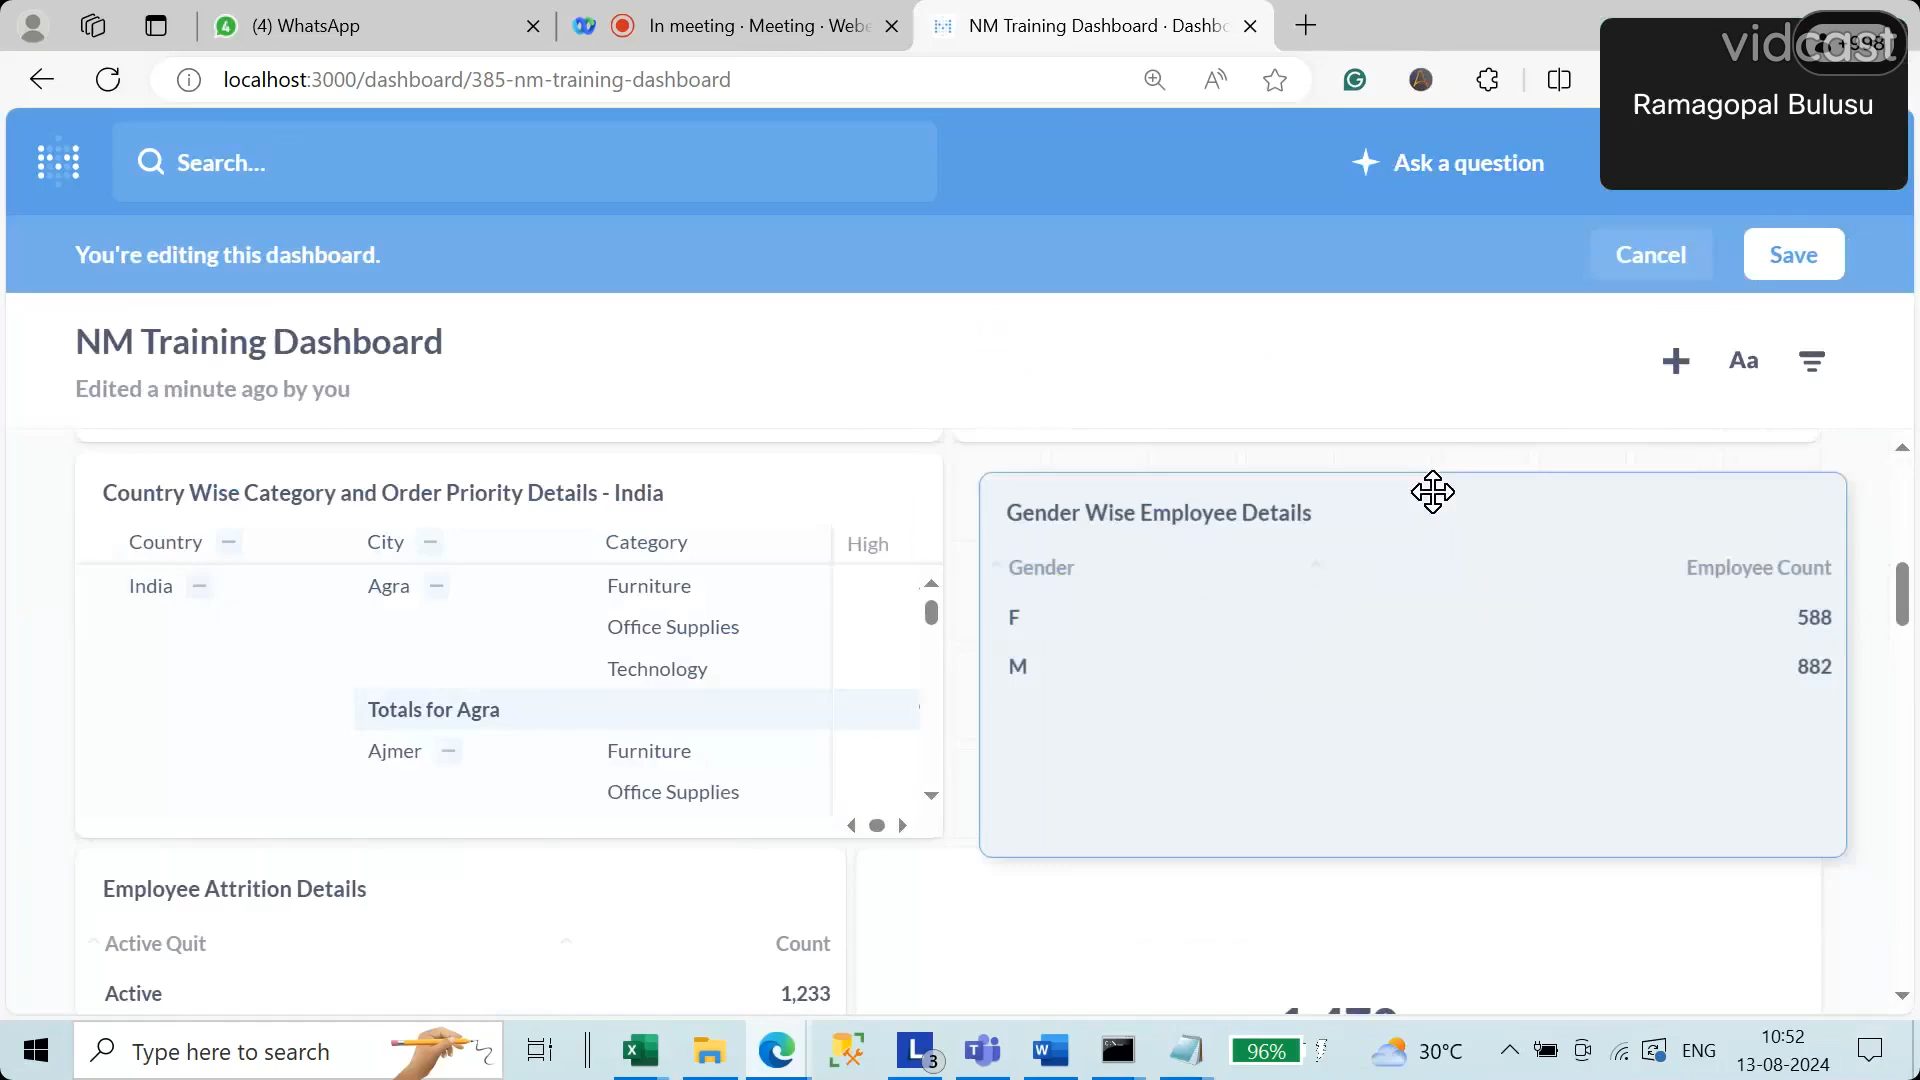 (4) WhatsApp
In meeting · Meeting · Webe
NM Training Dashboard · Dashbo
vidcast
+998
Ramagopal Bulusu
localhost:3000/dashboard/385-nm-training-dashboard
Search...
Ask a question
You're editing this dashboard.
Cancel
Save
NM Training Dashboard
Edited a minute ago by you
Aa
Country Wise Category and Order Priority Details - India
Country
City
Category
High
India
Agra
Furniture
Office Supplies
Technology
Totals for Agra
Ajmer
Furniture
Office Supplies
Gender Wise Employee Details
Gender
Employee Count
F
588
M
882
Employee Attrition Details
Active Quit
Count
Active
1,233
Type here to search
3
96%
30°C
ENG
10:52
13-08-2024